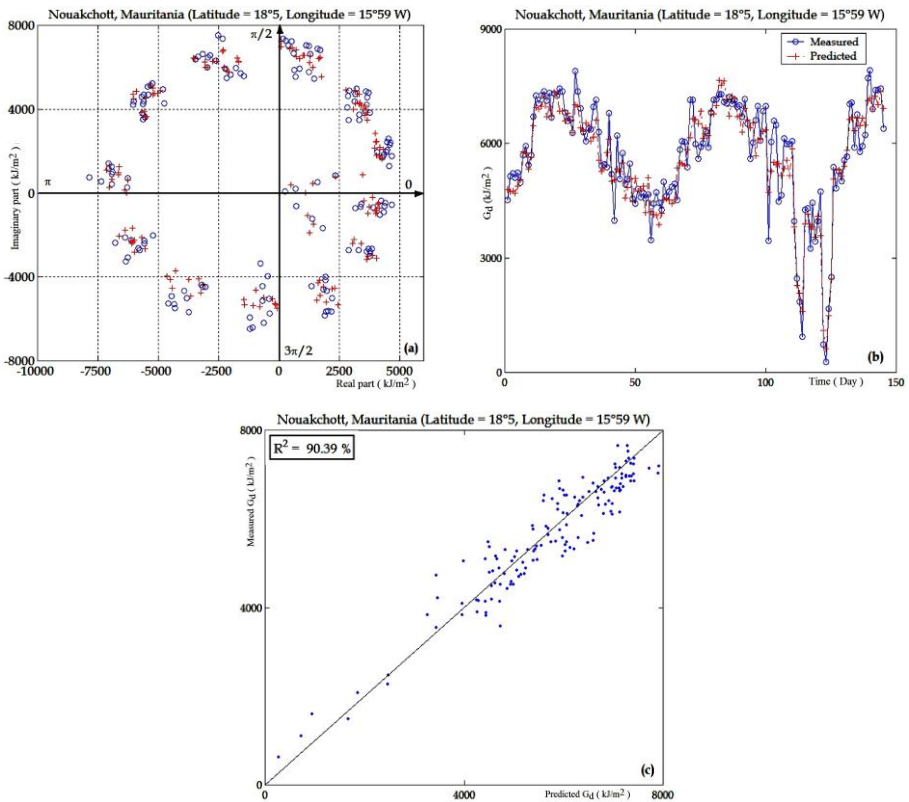 Nouakchott, Mauritania (Latitude = 18°5, Longitude = 15°59 W)
8000
4000
0
-4000
-8000
Imaginary part ( kJ/m²)
π/2
π
0
3π/2
(a)
-10000 -7500 -5000 -2500 0 2500 5000
Real part ( kJ/m²)
Nouakchott, Mauritania (Latitude = 18°5, Longitude = 15°59 W)
Measured
Predicted
9000
6000
3000
0
Gd (kJ/m²)
(b)
0 50 100 150
Time ( Day )
Nouakchott, Mauritania (Latitude = 18°5, Longitude = 15°59 W)
R² = 90.39 %
8000
4000
0
Measured Gd ( kJ/m²)
(c)
0 4000 8000
Predicted Gd ( kJ/m²)